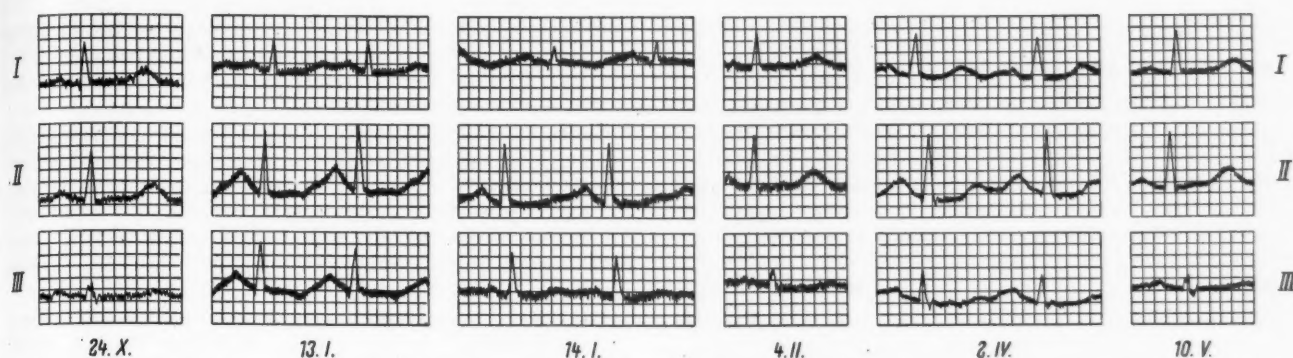 I I
II II
III III
24. X. 13. I. 14. I. 4. II. 2. IV. 10. V.